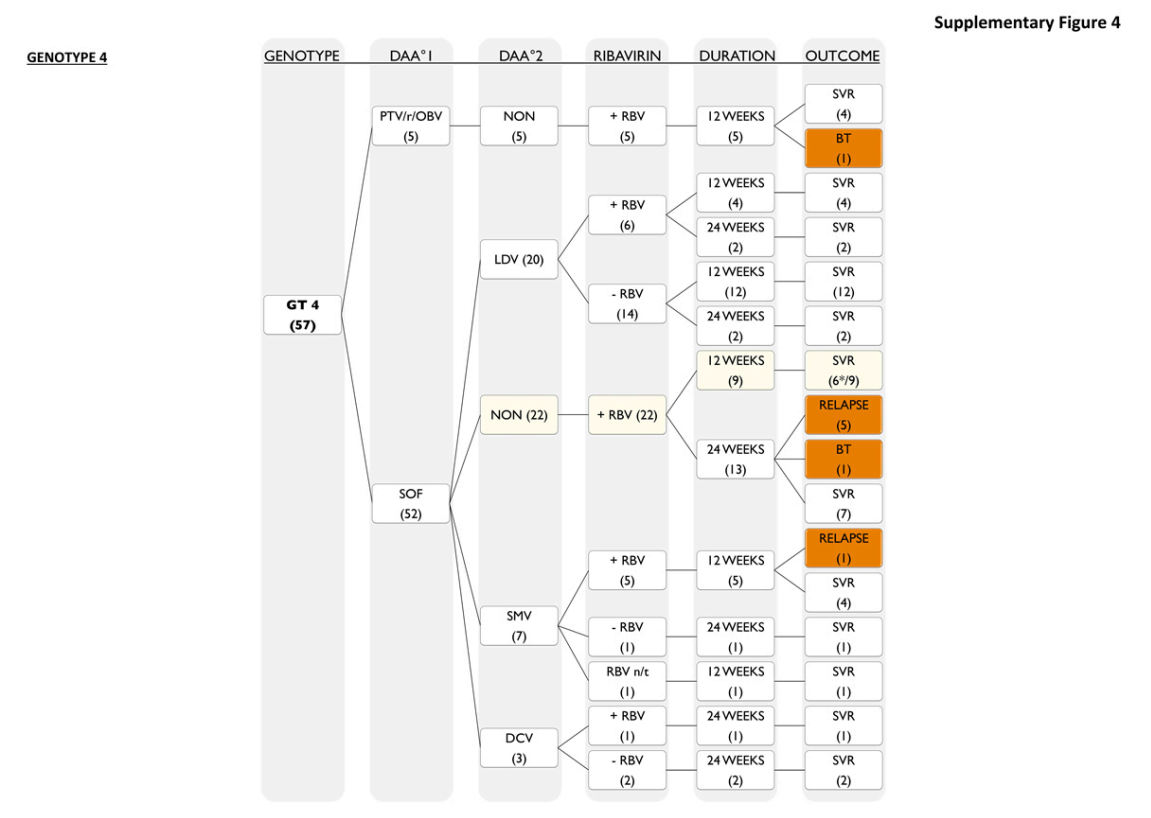 Supplementary Figure 4
GENOTYPE 4
GENOTYPE DAA°1 DAA°2 RIBAVIRIN DURATION OUTCOME
GT 4
(57)
PTV/r/OBV
(5)
NON
(5)
+ RBV
(5)
12 WEEKS
(5)
SVR
(4)
BT
(1)
SOF
(52)
LDV (20)
+ RBV
(6)
12 WEEKS
(4)
SVR
(4)
24 WEEKS
(2)
SVR
(2)
- RBV
(14)
12 WEEKS
(12)
SVR
(12)
24 WEEKS
(2)
SVR
(2)
NON (22)
+ RBV (22)
12 WEEKS
(9)
SVR
(6*/9)
24 WEEKS
(13)
RELAPSE
(5)
BT
(1)
SVR
(7)
SMV
(7)
+ RBV
(5)
12 WEEKS
(5)
RELAPSE
(1)
SVR
(4)
- RBV
(1)
24 WEEKS
(1)
SVR
(1)
RBV n/t
(1)
12 WEEKS
(1)
SVR
(1)
DCV
(3)
+ RBV
(1)
24 WEEKS
(1)
SVR
(1)
- RBV
(2)
24 WEEKS
(2)
SVR
(2)